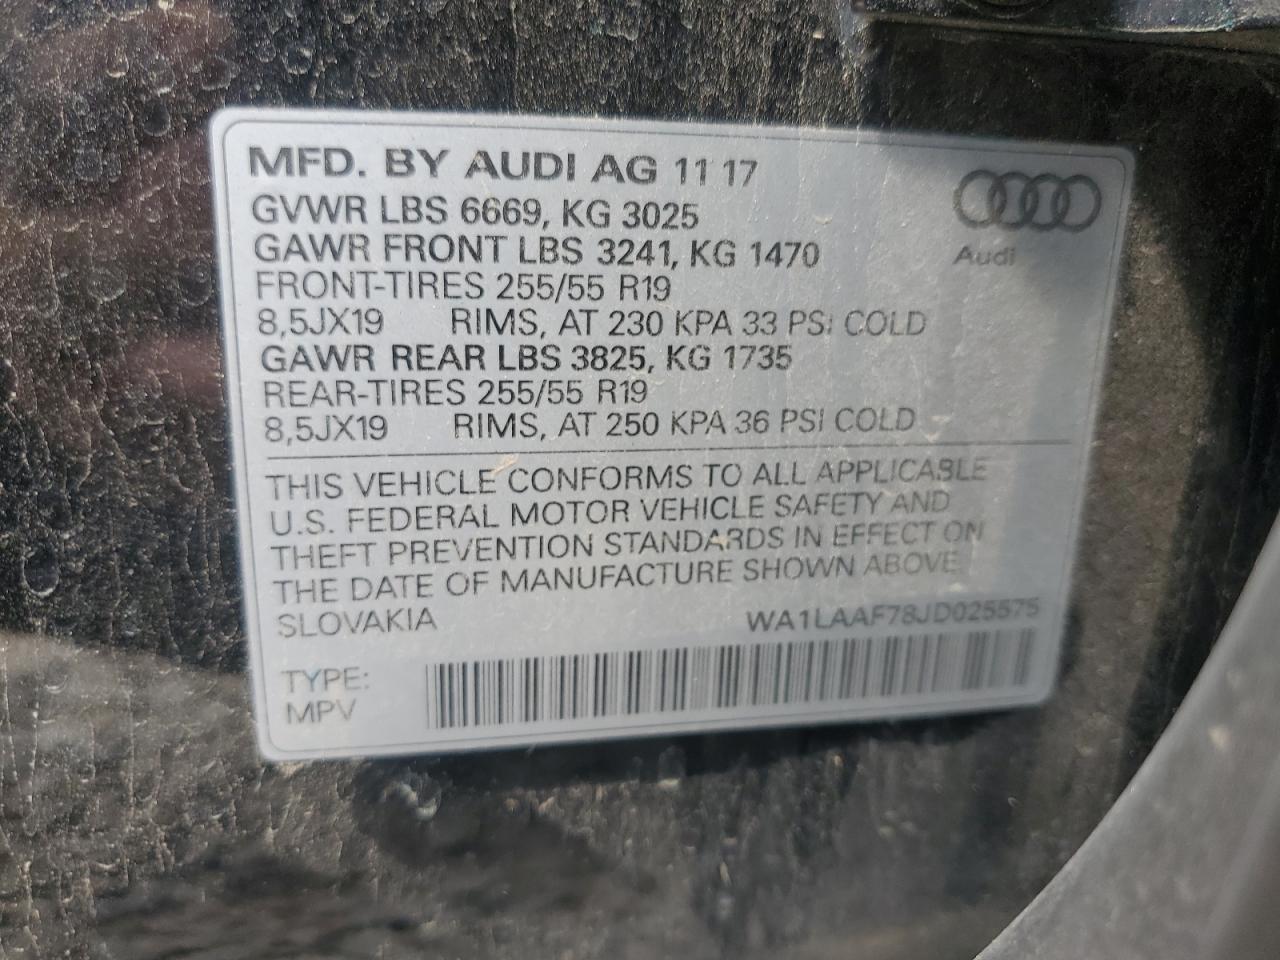 MFD. BY AUDI AG 11 17
GVWR LBS 6669, KG 3025
GAWR FRONT LBS 3241, KG 1470
Audi
FRONT-TIRES 255/55 R19
8,5JX19 RIMS, AT 230 KPA 33 PSI COLD
GAWR REAR LBS 3825, KG 1735
REAR-TIRES 255/55 R19
8,5JX19 RIMS, AT 250 KPA 36 PSI COLD
THIS VEHICLE CONFORMS TO ALL APPLICABLE
U.S. FEDERAL MOTOR VEHICLE SAFETY AND
THEFT PREVENTION STANDARDS IN EFFECT ON
THE DATE OF MANUFACTURE SHOWN ABOVE
SLOVAKIA WA1LAAF78JD025575
TYPE:
MPV